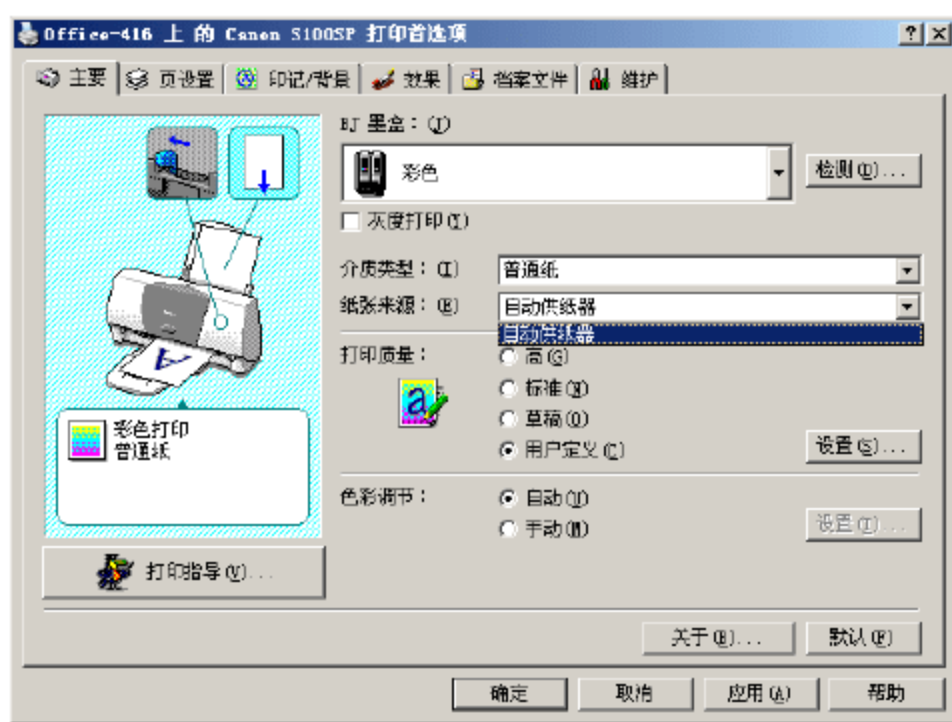 Office-416 上 的 Canon S100SP 打印首选项
主要 页设置 印记/背景 效果 档案文件 维护
BJ 墨盒：(J)
彩色
检测(D)...
灰度打印(Y)
介质类型：(I) 普通纸
纸张来源：(E) 自动供纸器
自动供纸器
打印质量： 高(G)
标准(N)
草稿(O)
用户定义(C) 设置(S)...
彩色打印
普通纸
色彩调节： 自动(U)
手动(M) 设置(T)...
打印指导(V)...
关于(B)... 默认(F)
确定 取消 应用(A) 帮助